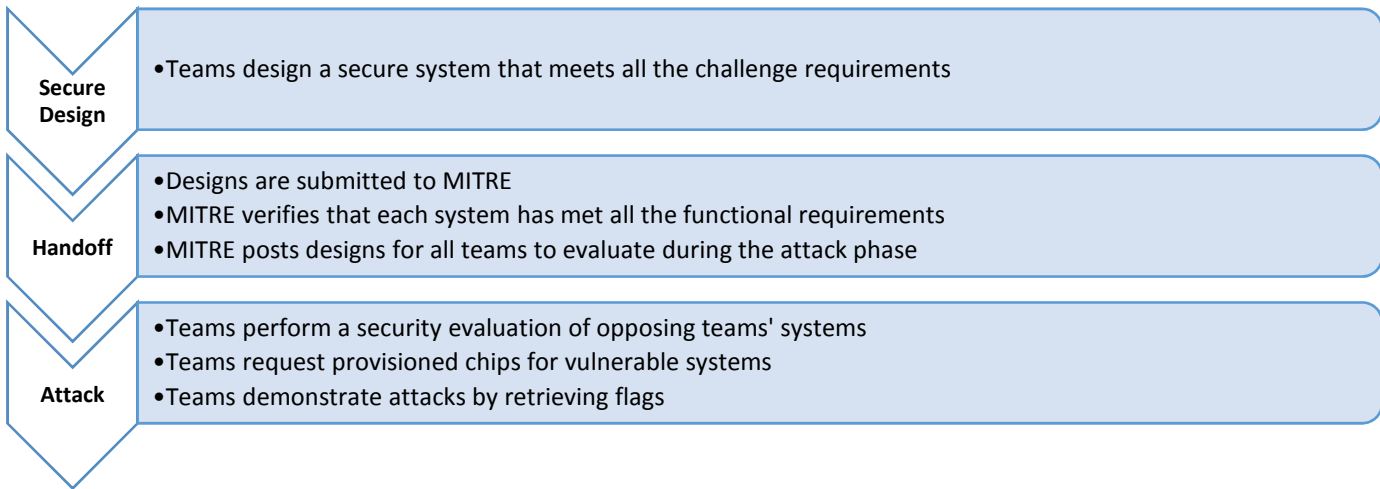 Secure
Design
•Teams design a secure system that meets all the challenge requirements
Handoff
•Designs are submitted to MITRE
•MITRE verifies that each system has met all the functional requirements
•MITRE posts designs for all teams to evaluate during the attack phase
Attack
•Teams perform a security evaluation of opposing teams' systems
•Teams request provisioned chips for vulnerable systems
•Teams demonstrate attacks by retrieving flags